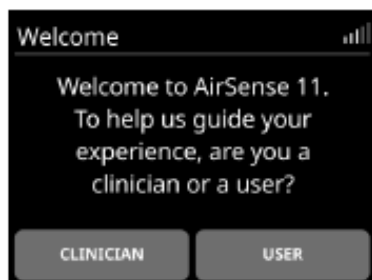 Welcome
Welcome to AirSense 11.
To help us guide your
experience, are you a
clinician or a user?
CLINICIAN
USER